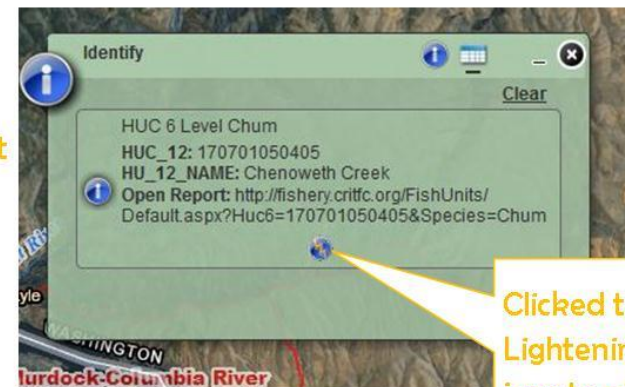 Identify
Clear
HUC 6 Level Chum
HUC_12: 170701050405
HU_12_NAME: Chenoweth Creek
Open Report: http://fishery.critfc.org/FishUnits/
Default.aspx?Huc6=170701050405&Species=Chum
yle
WASHINGTON
Murdock-Columbia River
Clicked t
Lightenin